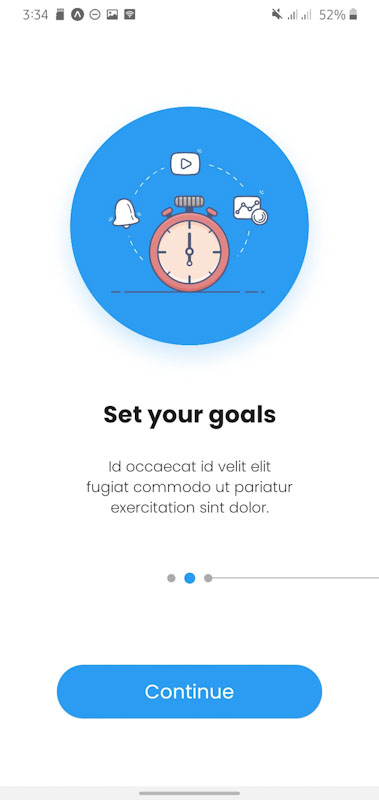 3:34 52%
Set your goals
Id occaecat id velit elit
fugiat commodo ut pariatur
exercitation sint dolor.
Continue